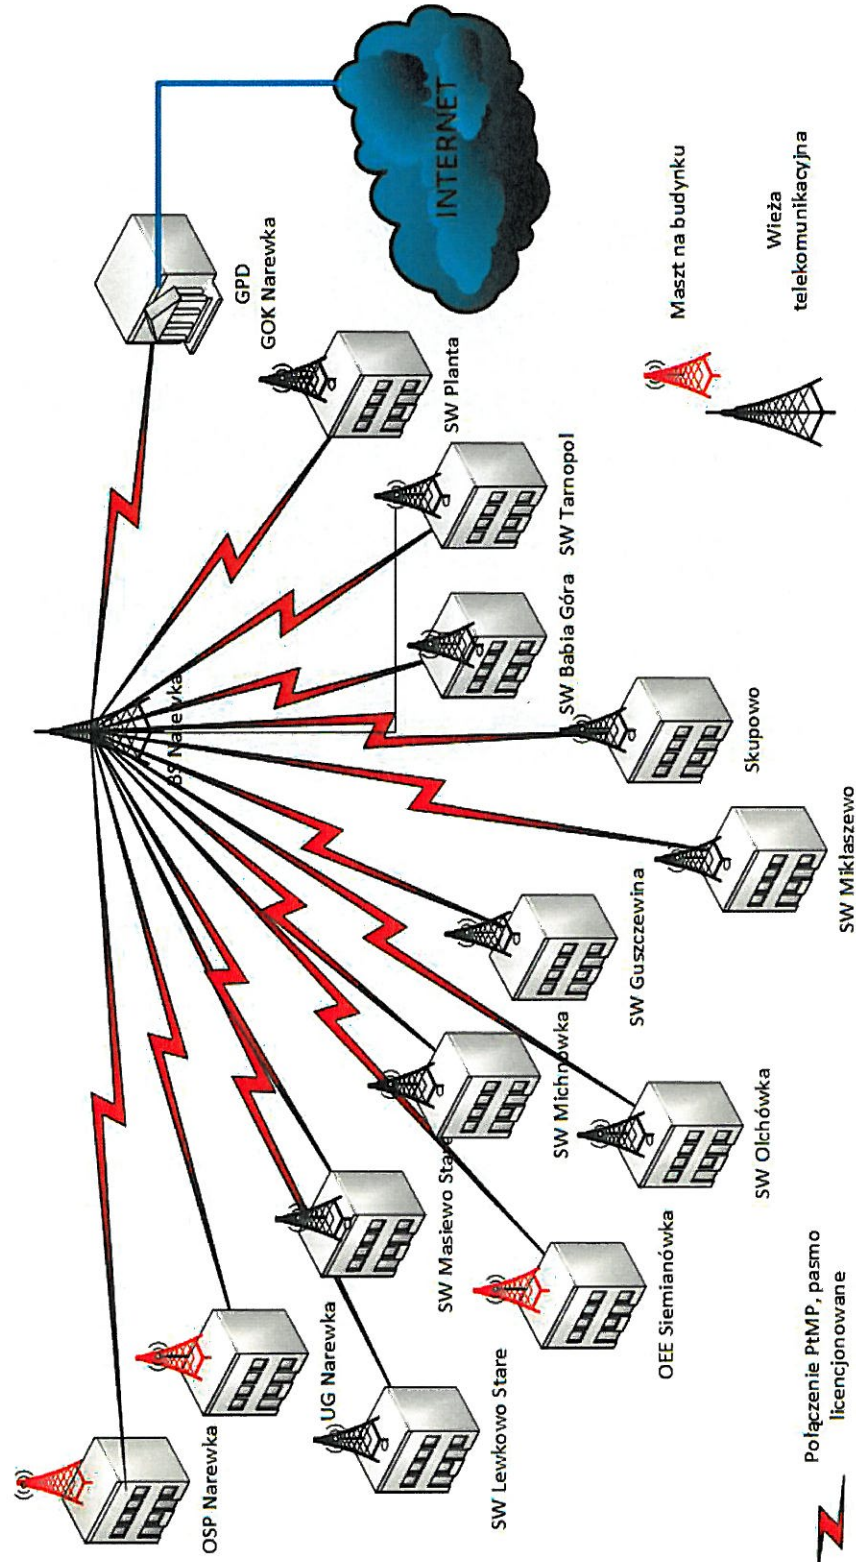 BS Narewka
INTERNET
GPD
GOK Narewka
SW Planta
SW Tarnopol
SW Babia Góra
Skupowo
SW Mikłaszewo
SW Guszczewina
SW Michnówka
SW Olchówka
SW Masiewo Stare
OEE Siemianówka
UG Narewka
SW Lewkowo Stare
OSP Narewka
Maszt na budynku
Wieża
telekomunikacyjna
Połączenie PtMP, pasmo
licencjonowane